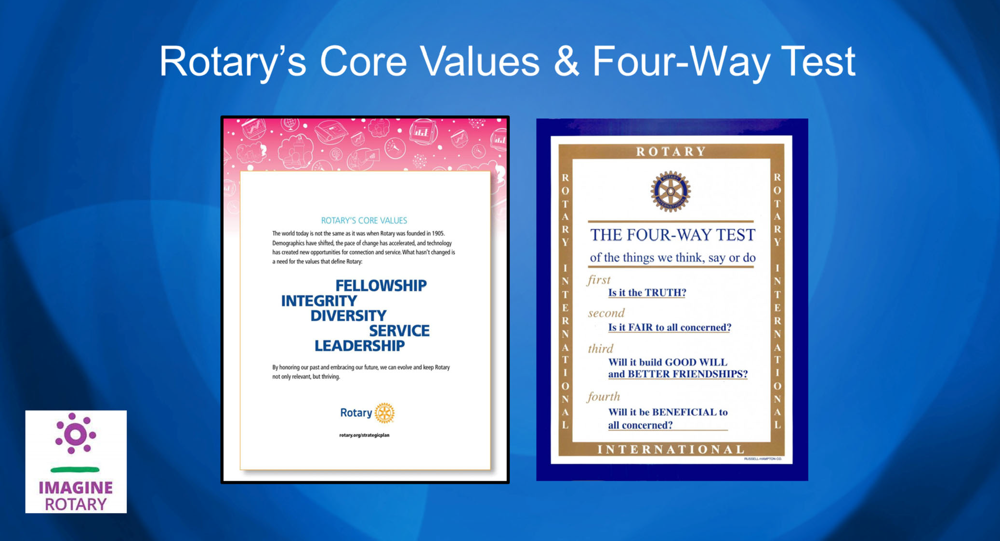 Rotary’s Core Values & Four-Way Test
ROTARY’S CORE VALUES
The world today is not the same as it was when Rotary was founded in 1905.
Demographics have shifted, the pace of change has accelerated, and technology
has created new opportunities for connection and service. What hasn’t changed is
a need for the values that define Rotary:
FELLOWSHIP
INTEGRITY
DIVERSITY
SERVICE
LEADERSHIP
By honoring our past and embracing our future, we can evolve and keep Rotary
not only relevant, but thriving.
Rotary
rotary.org/strategicplan
ROTARY
ROTARY INTERNATIONAL
ROTARY INTERNATIONAL
ROTARY
INTERNATIONAL
THE FOUR-WAY TEST
of the things we think, say or do
first
Is it the TRUTH?
second
Is it FAIR to all concerned?
third
Will it build GOOD WILL
and BETTER FRIENDSHIPS?
fourth
Will it be BENEFICIAL to
all concerned?
INTERNATIONAL
RUSSELL-HAMPTON CO.
IMAGINE
ROTARY